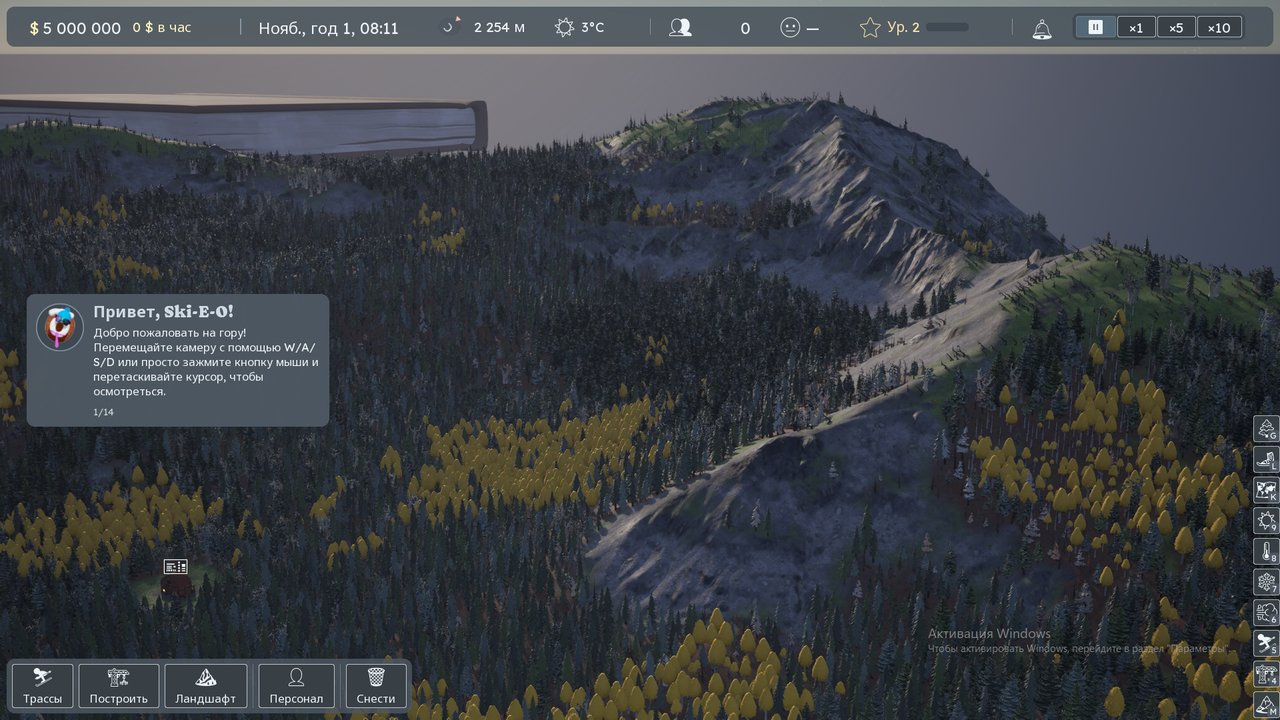 $ 5 000 000 0 $ в час
Нояб., год 1, 08:11
2 254 м
3°C
0
—
Ур. 2
×1
×5
×10
Привет, Ski-E-O!
Добро пожаловать на гору!
Перемещайте камеру с помощью W/A/
S/D или просто зажмите кнопку мыши и
перетаскивайте курсор, чтобы
осмотреться.
1/14
Активация Windows
Чтобы активировать Windows, перейдите в раздел "Параметры".
Трассы
Построить
Ландшафт
Персонал
Снести
G
L
K
5
4
M